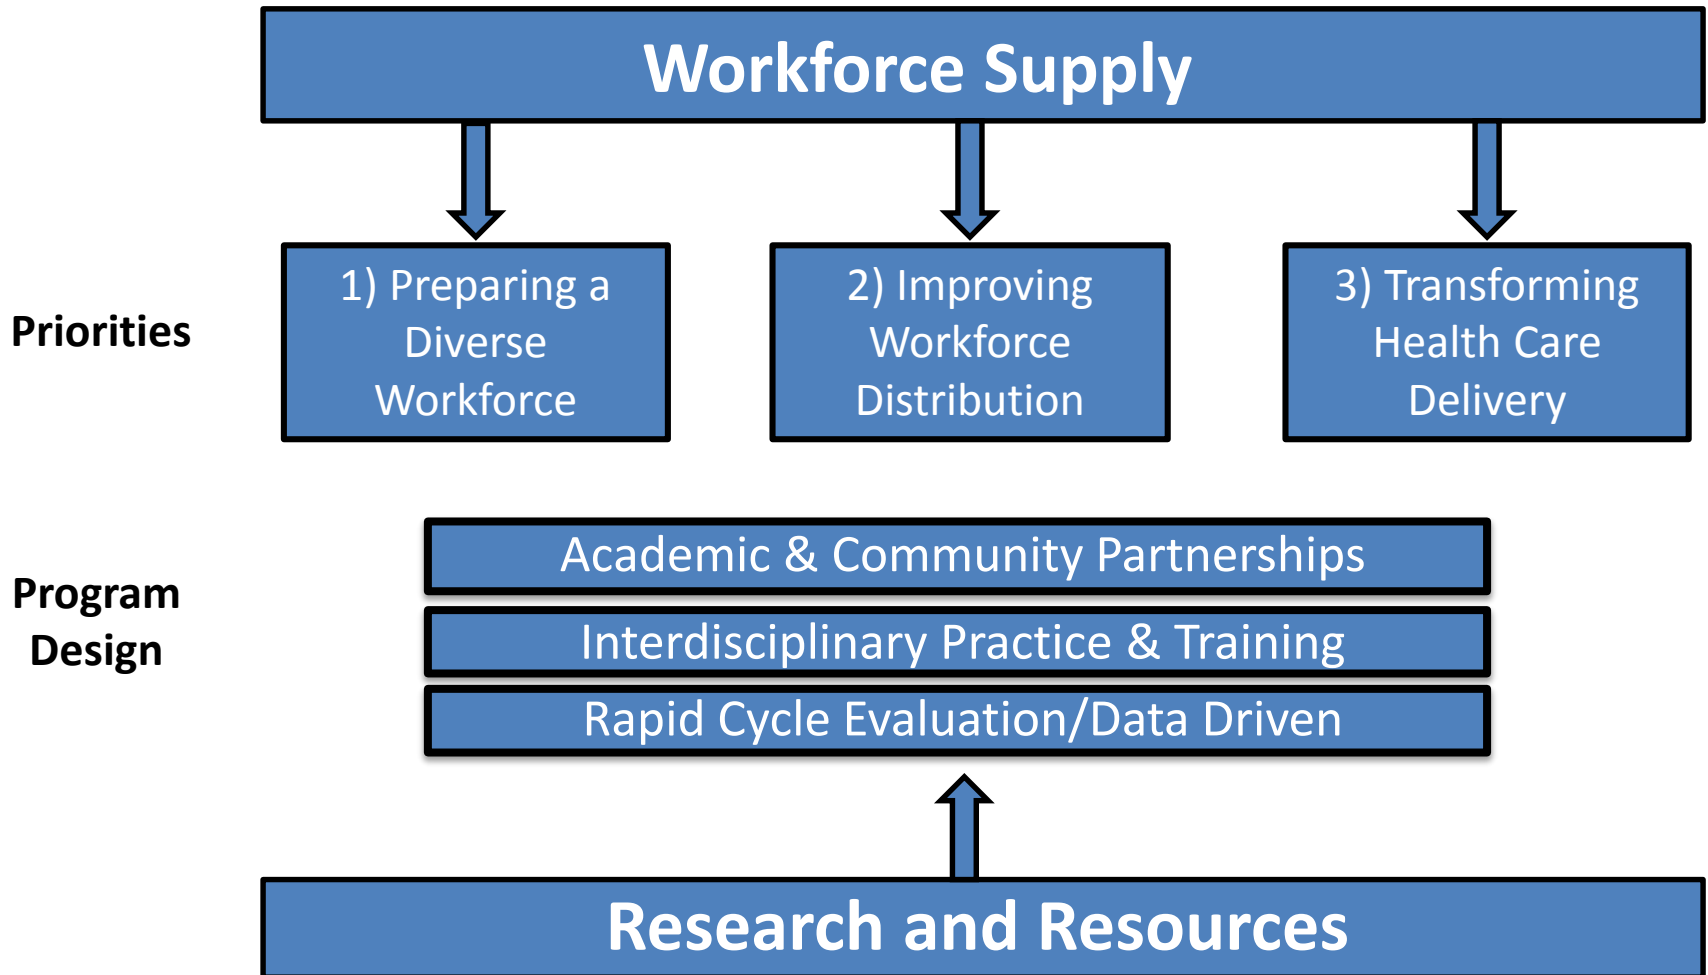 Workforce Supply
Priorities
1) Preparing a
Diverse
Workforce
2) Improving
Workforce
Distribution
3) Transforming
Health Care
Delivery
Program
Design
Academic & Community Partnerships
Interdisciplinary Practice & Training
Rapid Cycle Evaluation/Data Driven
Research and Resources